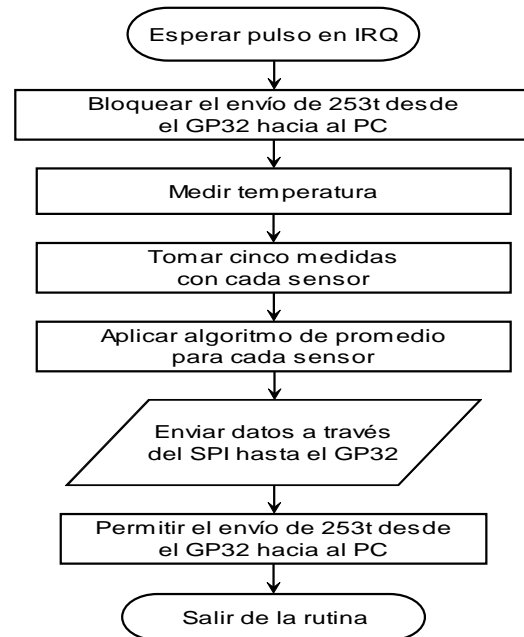 Esperar pulso en IRQ
Bloquear el envío de 253t desde
el GP32 hacia al PC
Medir temperatura
Tomar cinco medidas
con cada sensor
Aplicar algoritmo de promedio
para cada sensor
Enviar datos a través
del SPI hasta el GP32
Permitir el envío de 253t desde
el GP32 hacia al PC
Salir de la rutina